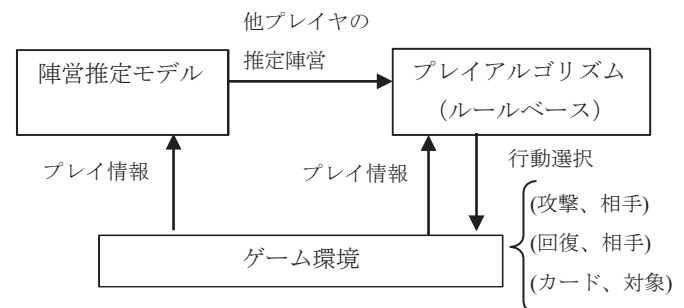 他プレイヤの
推定陣営
陣営推定モデル
プレイアルゴリズム
（ルールベース）
プレイ情報
プレイ情報
行動選択
(攻撃、相手)
(回復、相手)
(カード、対象)
ゲーム環境